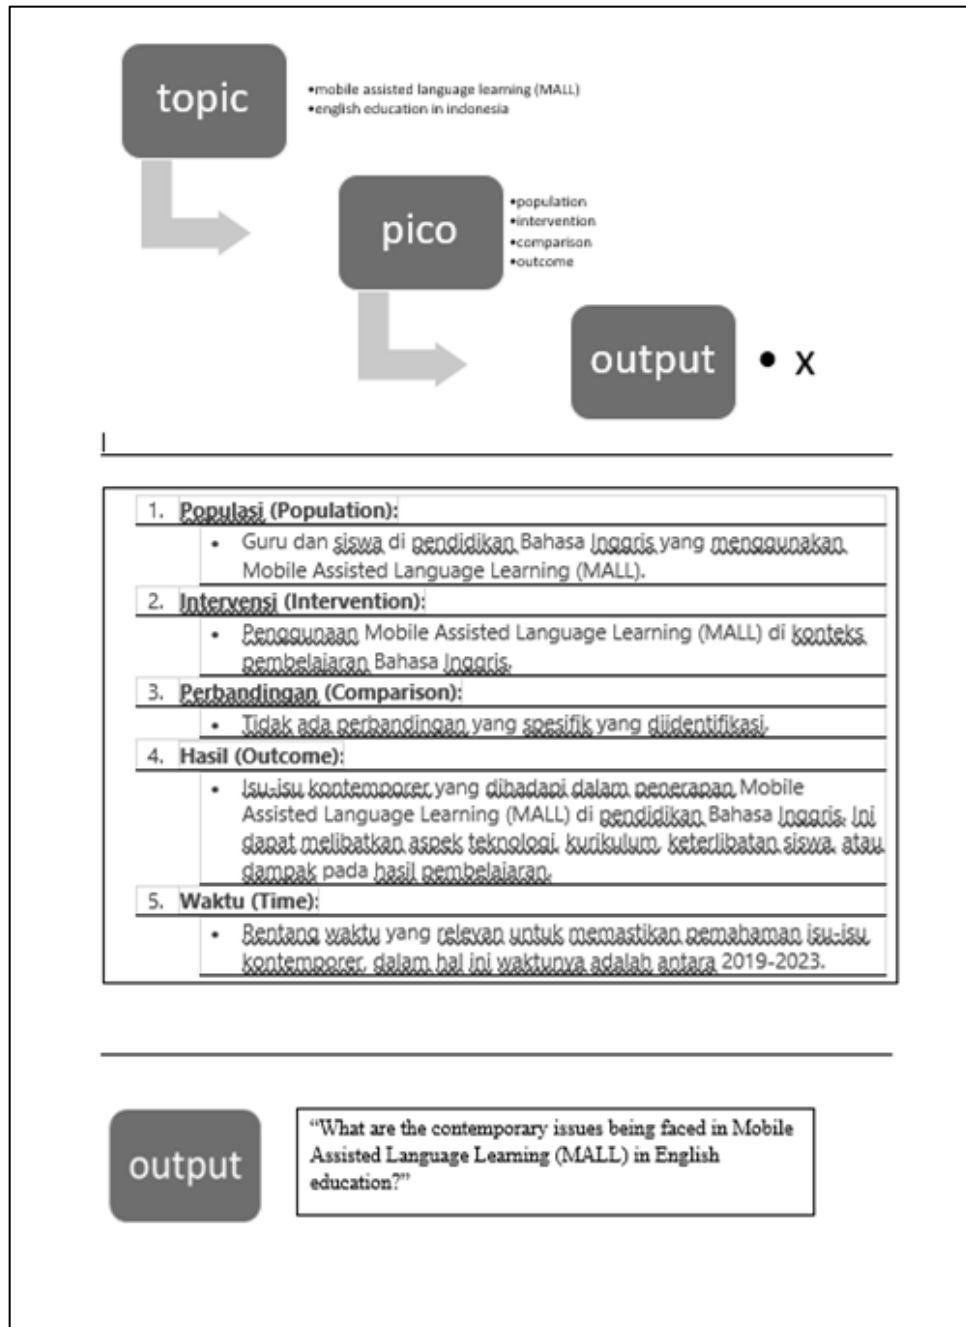 topic
•mobile assisted language learning (MALL)
•english education in indonesia
pico
•population
•intervention
•comparison
•outcome
output
• x
1. Populasi (Population):
• Guru dan siswa di pendidikan Bahasa Inggris yang menggunakan
Mobile Assisted Language Learning (MALL).
2. Intervensi (Intervention):
• Penggunaan Mobile Assisted Language Learning (MALL) di konteks
pembelajaran Bahasa Inggris.
3. Perbandingan (Comparison):
• Tidak ada perbandingan yang spesifik yang diidentifikasi.
4. Hasil (Outcome):
• Isu-isu kontemporer yang dihadapi dalam penerapan Mobile
Assisted Language Learning (MALL) di pendidikan Bahasa Inggris. Ini
dapat melibatkan aspek teknologi, kurikulum, keterlibatan siswa, atau
dampak pada hasil pembelajaran.
5. Waktu (Time):
• Rentang waktu yang relevan untuk memastikan pemahaman isu-isu
kontemporer, dalam hal ini waktunya adalah antara 2019-2023.
output
“What are the contemporary issues being faced in Mobile
Assisted Language Learning (MALL) in English
education?”